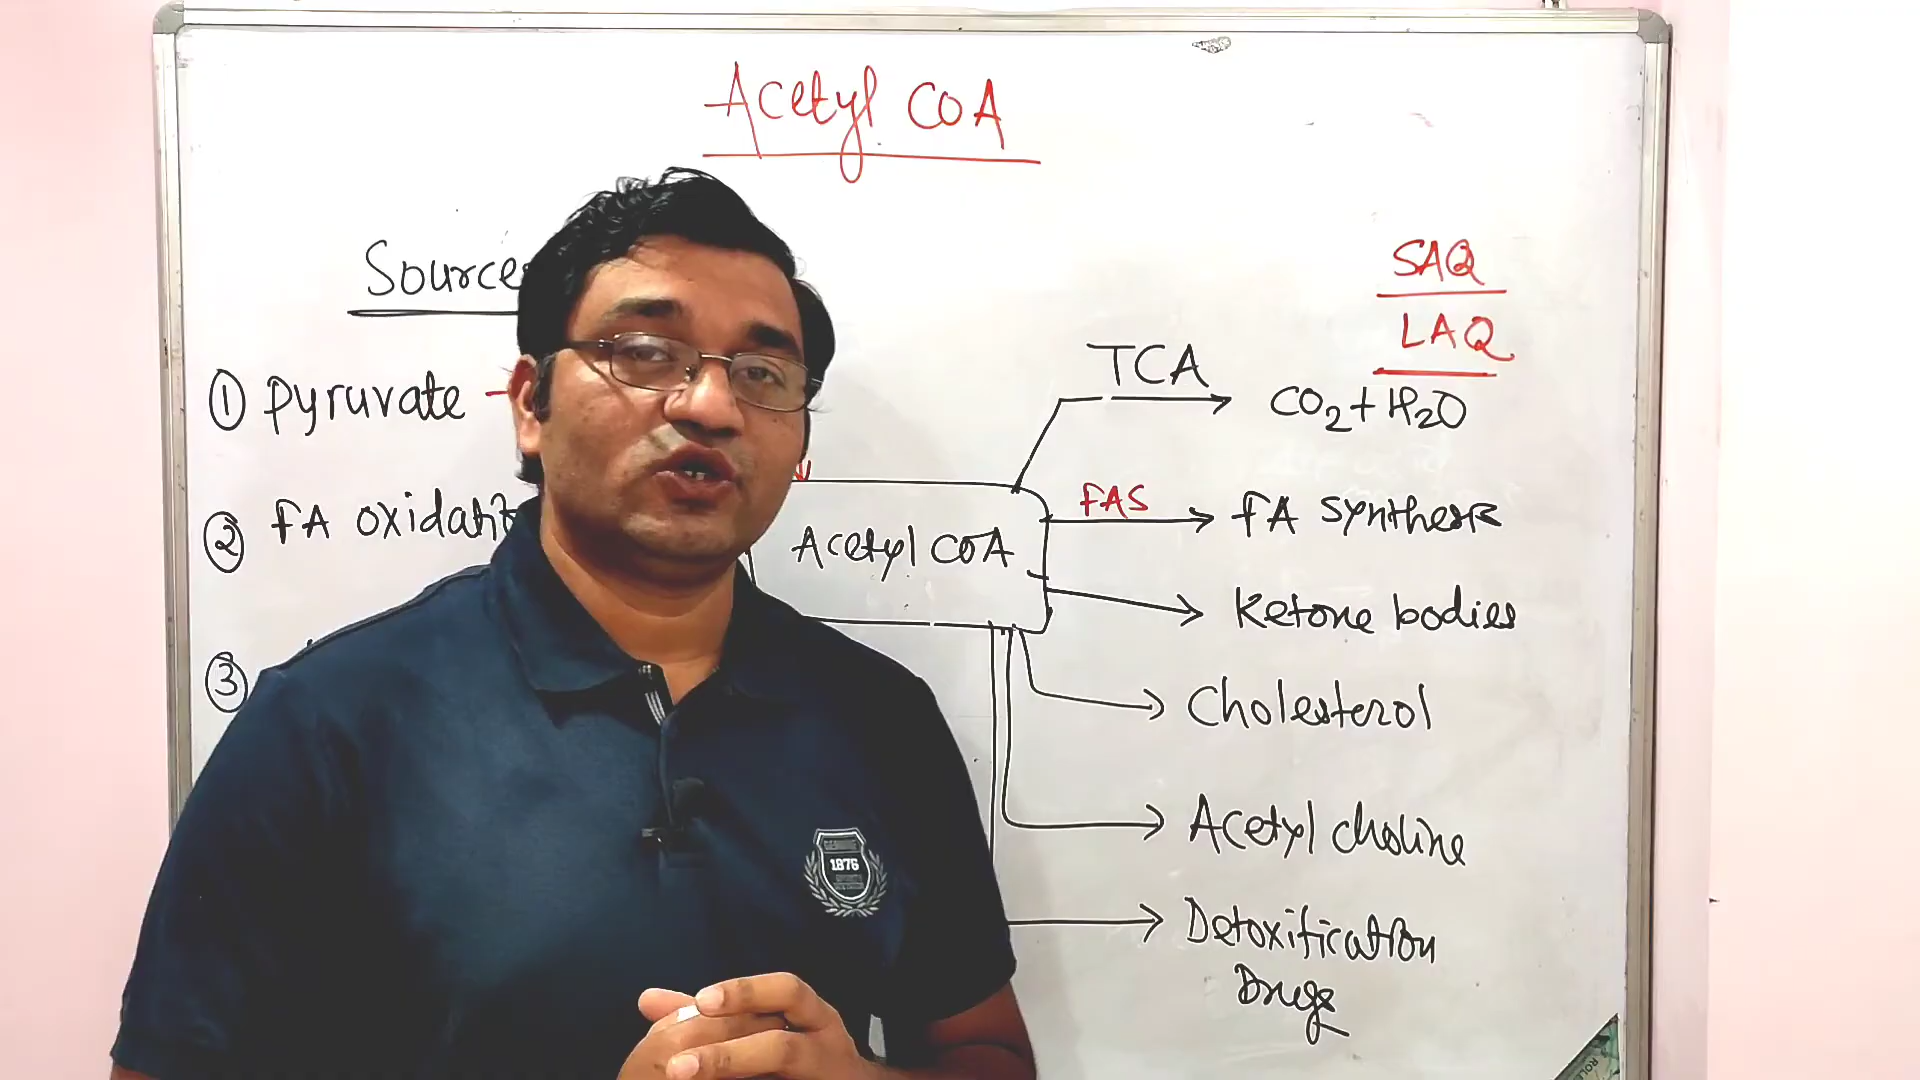 Acetyl COA
Source
SAQ
LAQ
① pyruvate
TCA
CO2+H2O
② FA oxidati
FAS
FA synthesis
Acetyl COA
Ketone bodies
③
Cholesterol
Acetyl choline
1876
Detoxification
Drugs